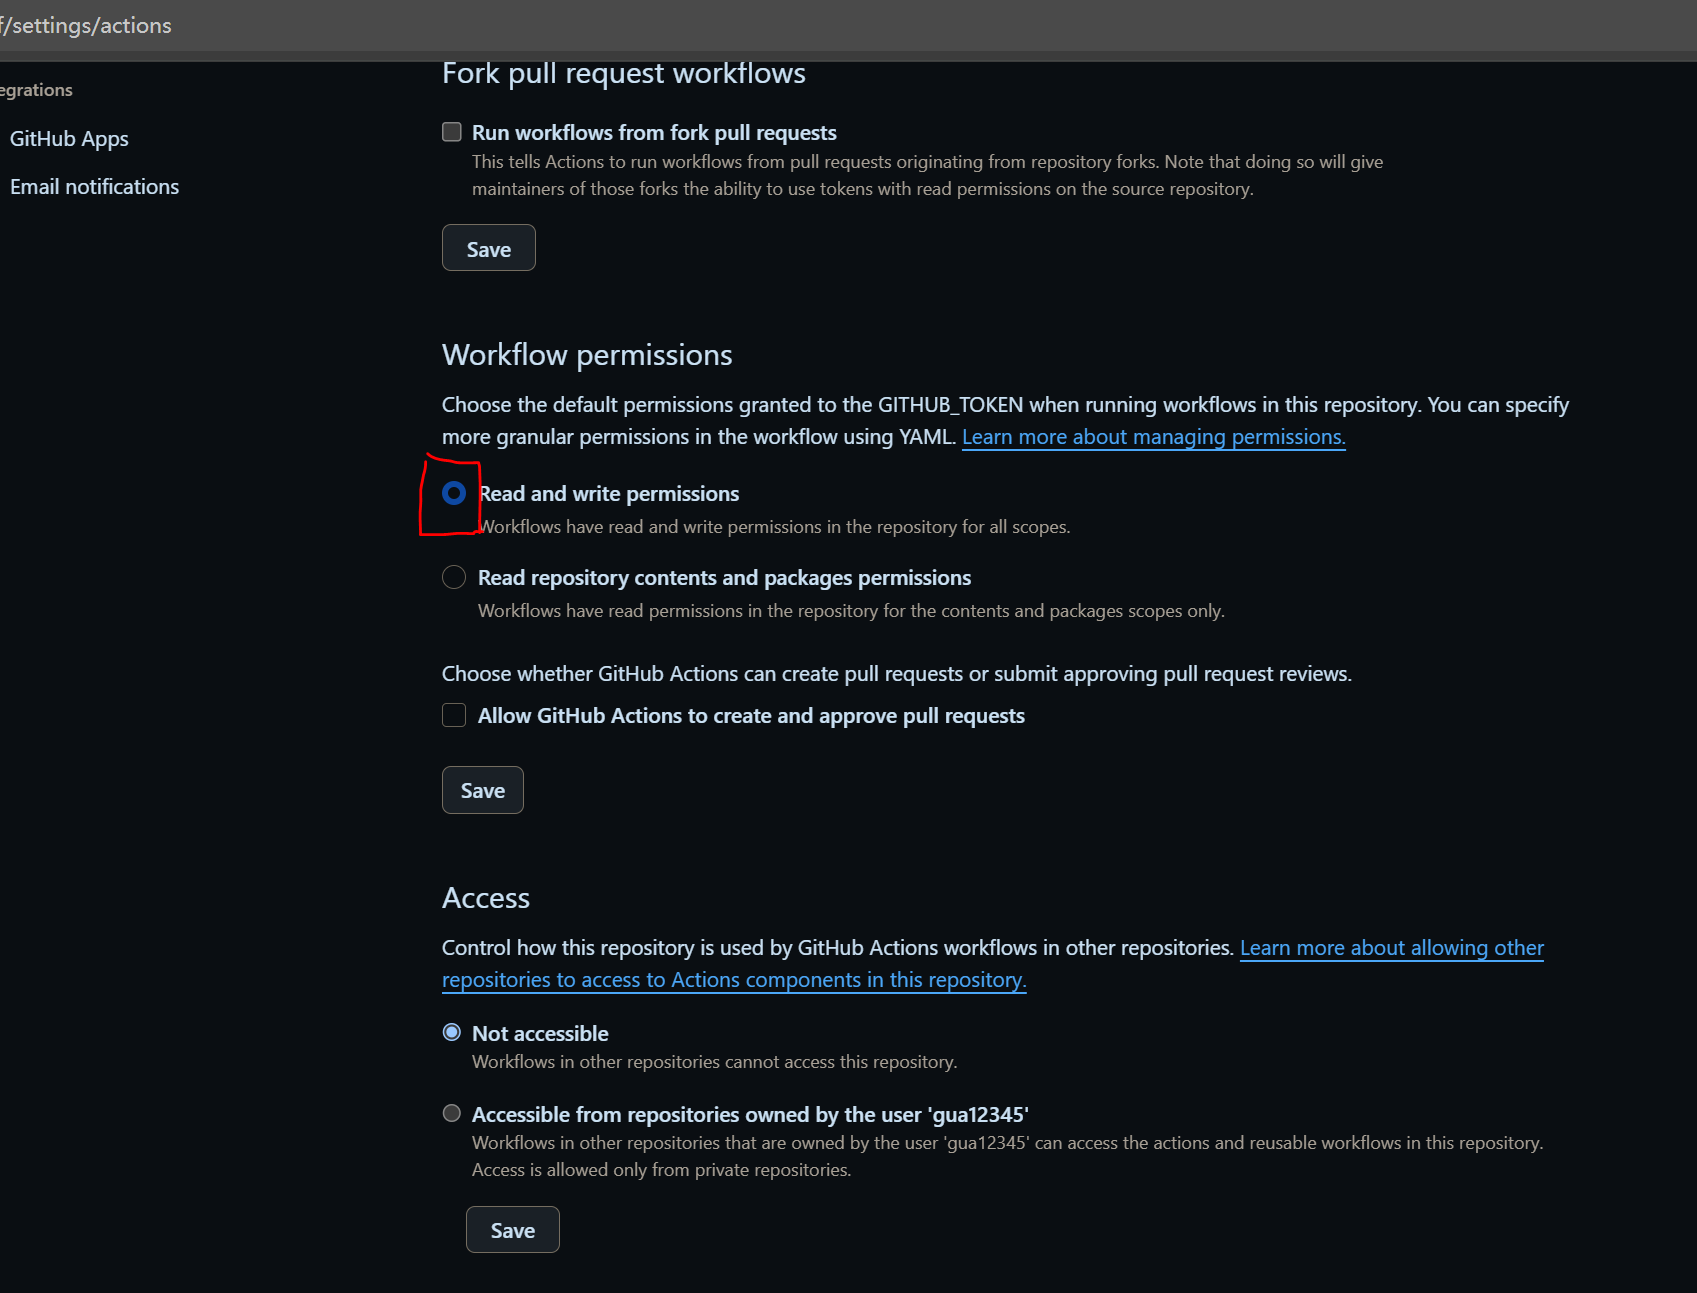 /settings/actions
egrations
GitHub Apps
Email notifications
Fork pull request workflows
Run workflows from fork pull requests
This tells Actions to run workflows from pull requests originating from repository forks. Note that doing so will give
maintainers of those forks the ability to use tokens with read permissions on the source repository.
Save
Workflow permissions
Choose the default permissions granted to the GITHUB_TOKEN when running workflows in this repository. You can specify
more granular permissions in the workflow using YAML. Learn more about managing permissions.
Read and write permissions
Workflows have read and write permissions in the repository for all scopes.
Read repository contents and packages permissions
Workflows have read permissions in the repository for the contents and packages scopes only.
Choose whether GitHub Actions can create pull requests or submit approving pull request reviews.
Allow GitHub Actions to create and approve pull requests
Save
Access
Control how this repository is used by GitHub Actions workflows in other repositories. Learn more about allowing other
repositories to access to Actions components in this repository.
Not accessible
Workflows in other repositories cannot access this repository.
Accessible from repositories owned by the user 'gua12345'
Workflows in other repositories that are owned by the user 'gua12345' can access the actions and reusable workflows in this repository.
Access is allowed only from private repositories.
Save